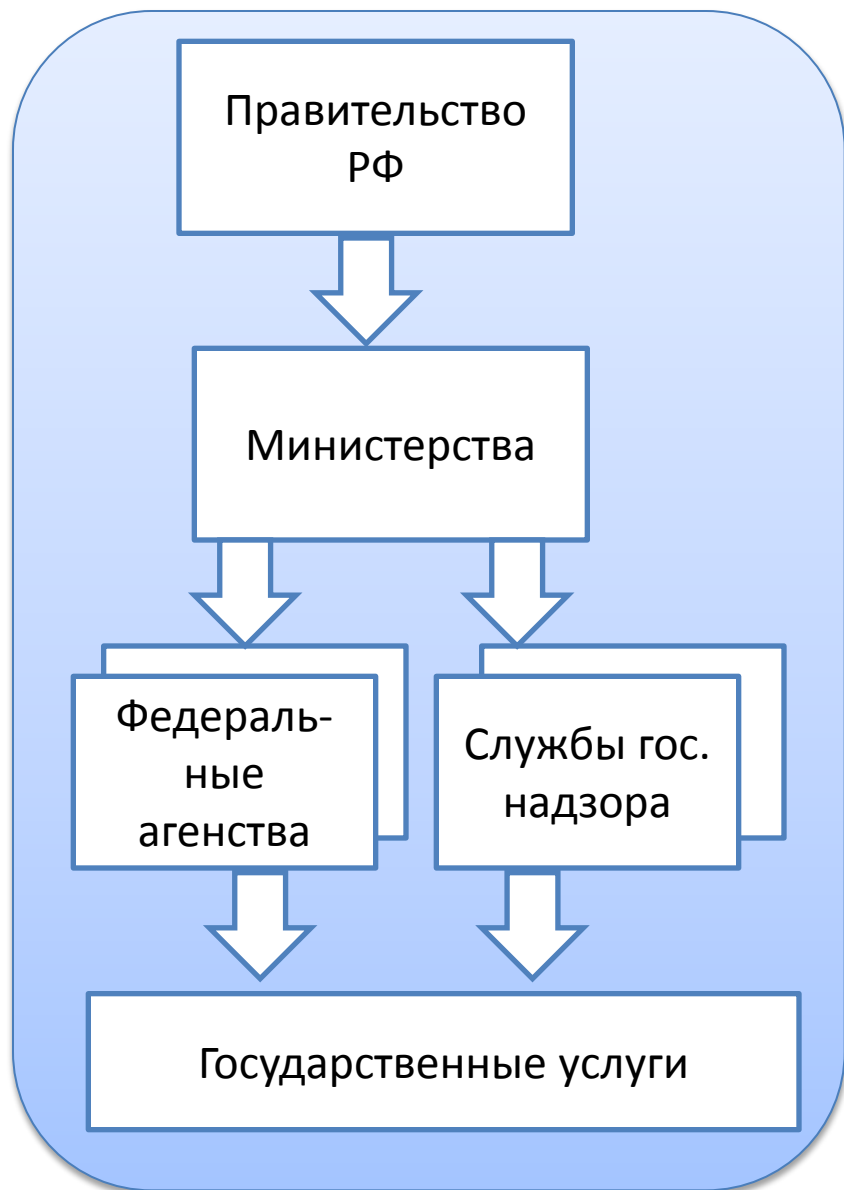 Правительство
РФ
Министерства
Федераль-
ные
агенства
Службы гос.
надзора
Государственные услуги